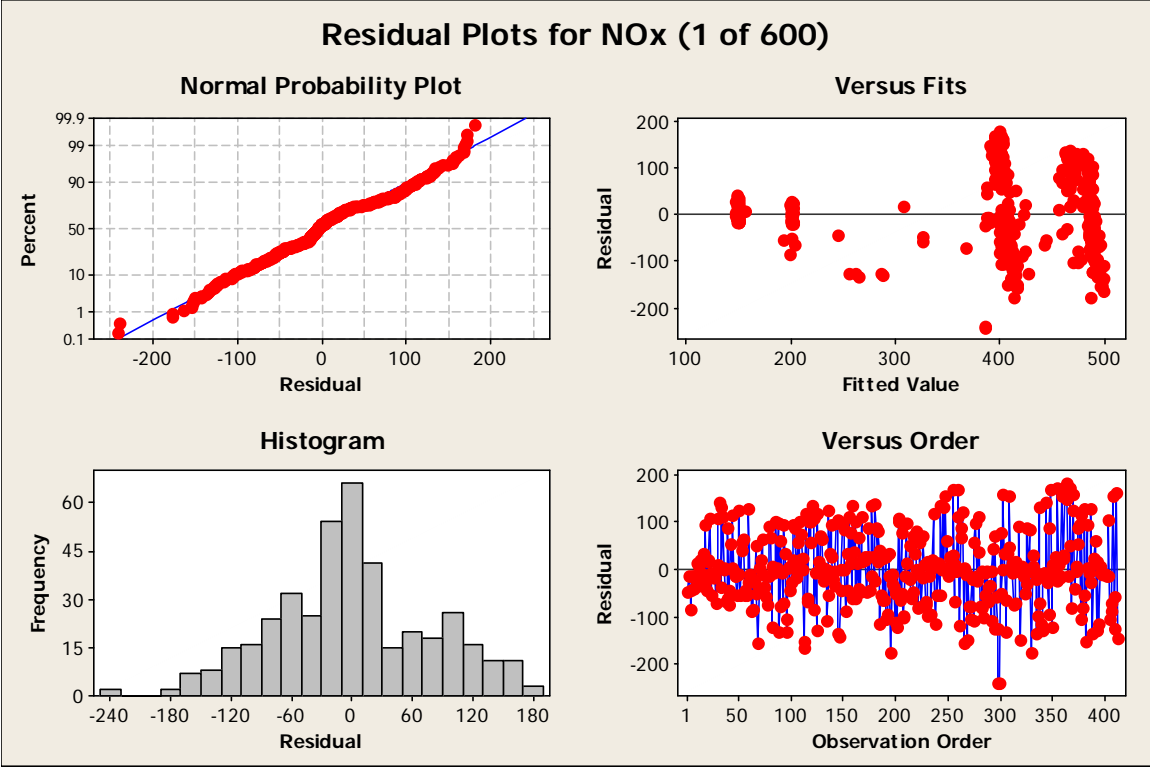 Residual Plots for NOx (1 of 600)
Normal Probability Plot
99.9
99
90
50
10
1
0.1
Percent
-200 -100 0 100 200
Residual
Versus Fits
200
100
0
-100
-200
Residual
100 200 300 400 500
Fitted Value
Histogram
60
45
30
15
0
Frequency
-240 -180 -120 -60 0 60 120 180
Residual
Versus Order
200
100
0
-100
-200
Residual
1 50 100 150 200 250 300 350 400
Observation Order